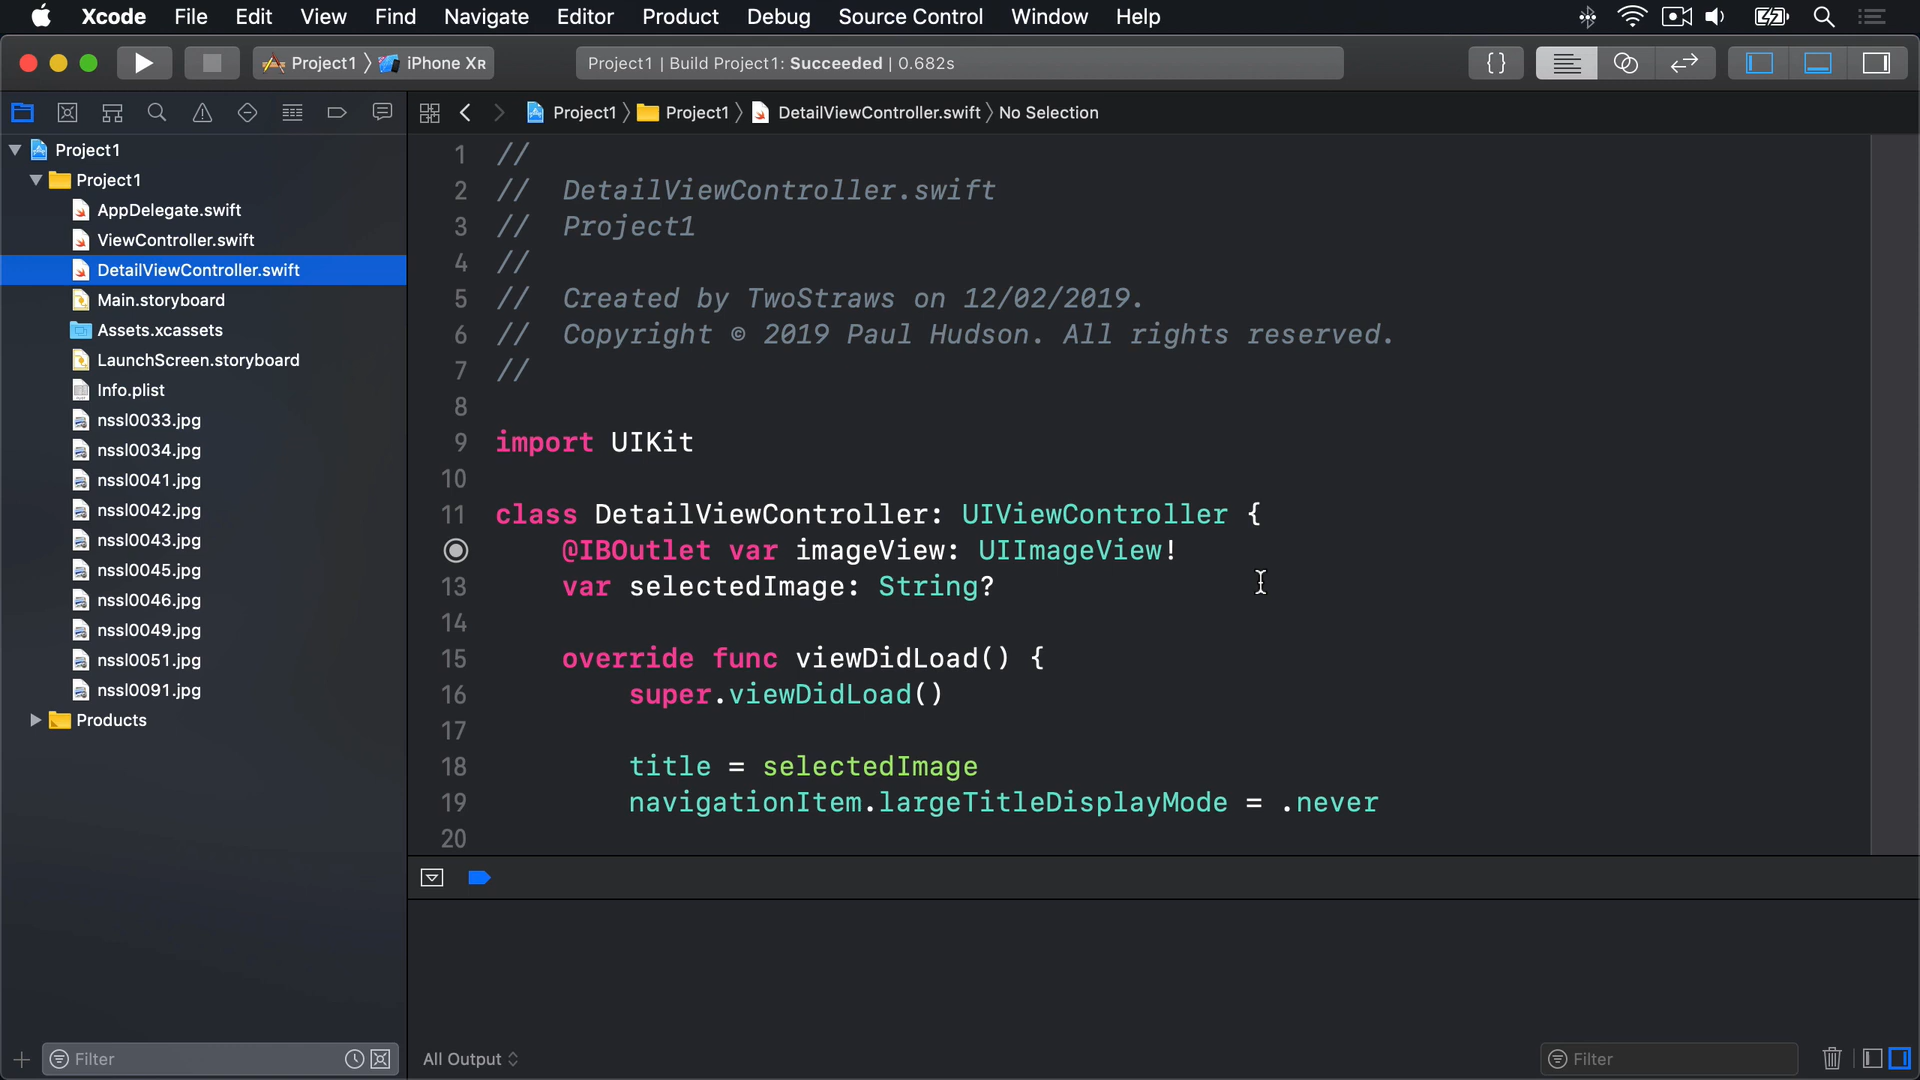 Xcode File Edit View Find Navigate Editor Product Debug Source Control Window Help
Project1 iPhone XR
Project1 | Build Project1: Succeeded | 0.682s
{}
Project1 Project1 DetailViewController.swift No Selection
Project1
Project1
AppDelegate.swift
ViewController.swift
DetailViewController.swift
Main.storyboard
Assets.xcassets
LaunchScreen.storyboard
Info.plist
nssl0033.jpg
nssl0034.jpg
nssl0041.jpg
nssl0042.jpg
nssl0043.jpg
nssl0045.jpg
nssl0046.jpg
nssl0049.jpg
nssl0051.jpg
nssl0091.jpg
Products
Filter
1 //
2 //  DetailViewController.swift
3 //  Project1
4 //
5 //  Created by TwoStraws on 12/02/2019.
6 //  Copyright © 2019 Paul Hudson. All rights reserved.
7 //
8
9 import UIKit
10
11 class DetailViewController: UIViewController {
@IBOutlet var imageView: UIImageView!
13     var selectedImage: String?
14
15     override func viewDidLoad() {
16         super.viewDidLoad()
17
18         title = selectedImage
19         navigationItem.largeTitleDisplayMode = .never
20
All Output
Filter